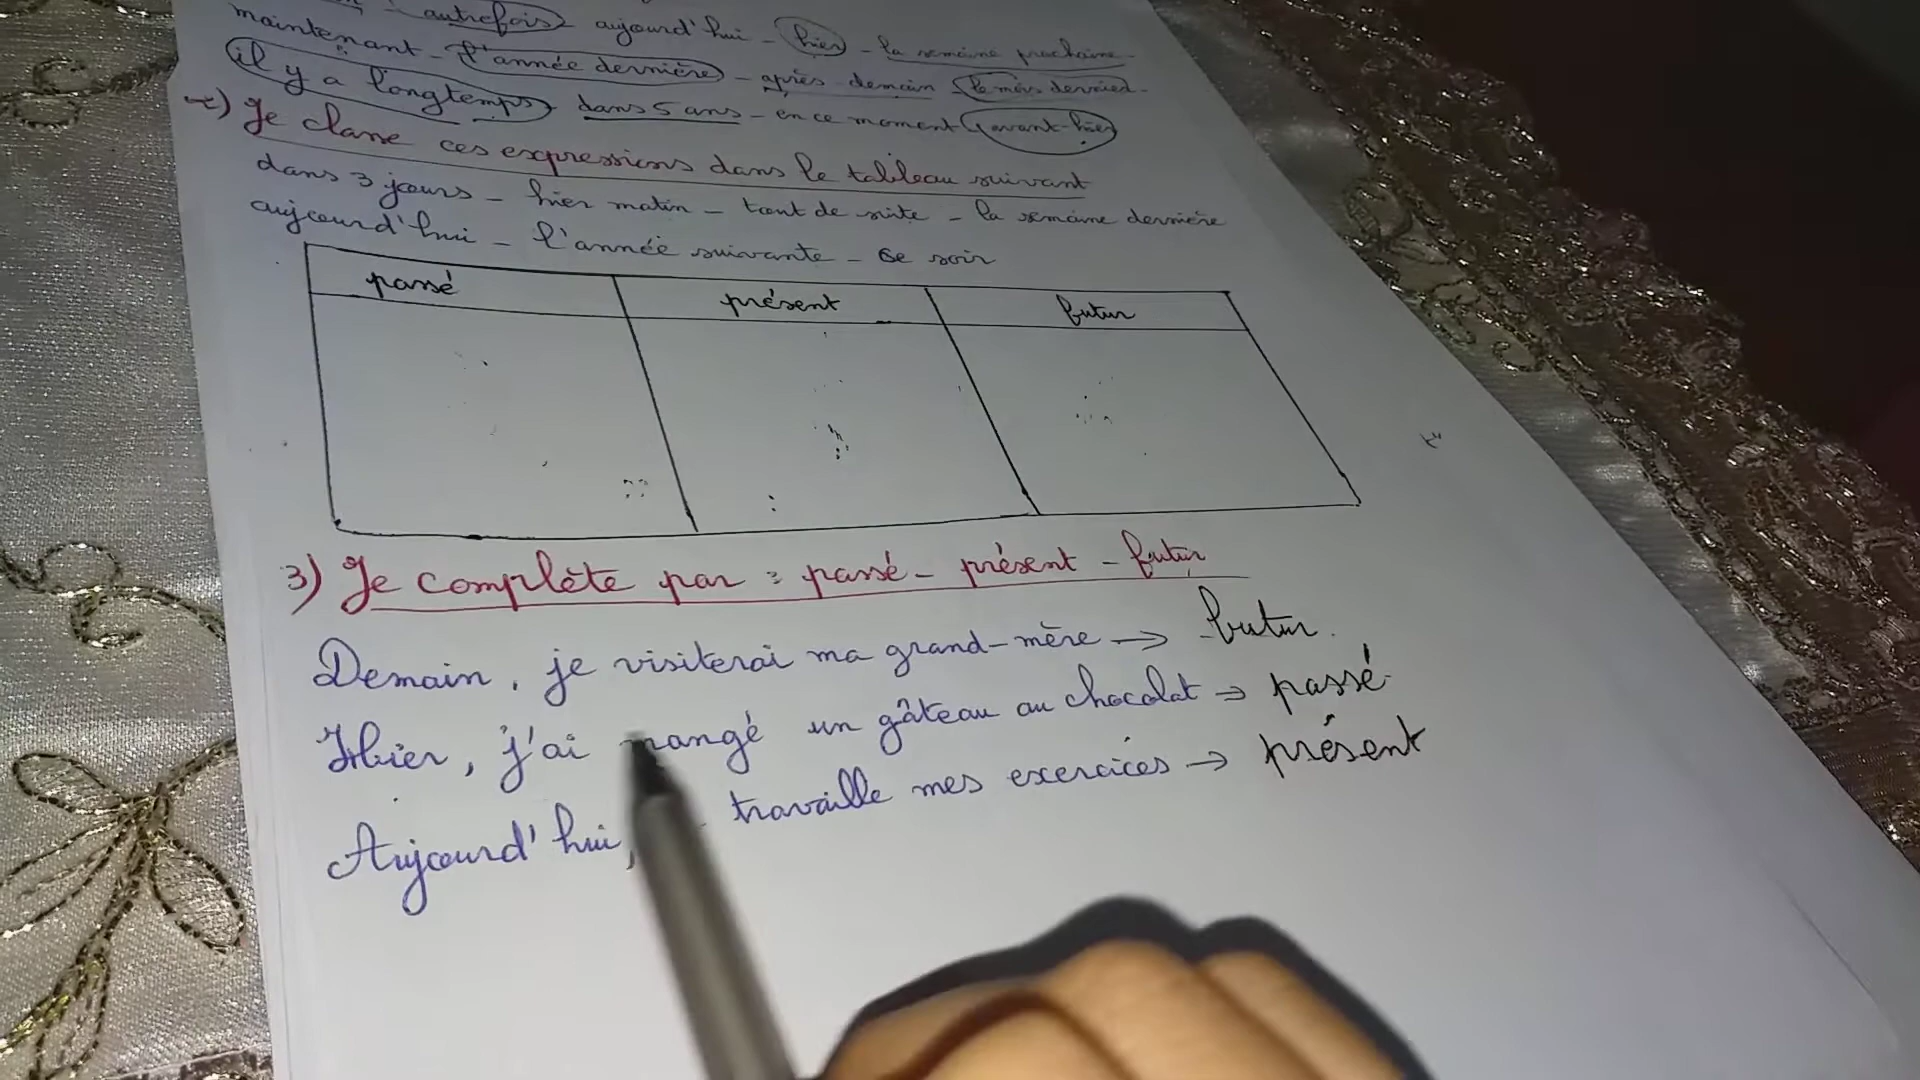 autrefois aujourd'hui - hier - la semaine prochaine -
maintenant - l'année dernière - après demain - le mois dernier -
il y a longtemps dans 5 ans - en ce moment avant-hier
2) Je classe ces expressions dans le tableau suivant
dans 3 jours - hier matin - tout de suite - la semaine dernière
aujourd'hui - l'année suivante - ce soir
passé présent futur
3) Je complète par : passé - présent - futur
Demain, je visiterai ma grand-mère → futur.
Hier, j'ai mangé un gâteau au chocolat → passé.
Aujourd'hui, travaille mes exercices → présent